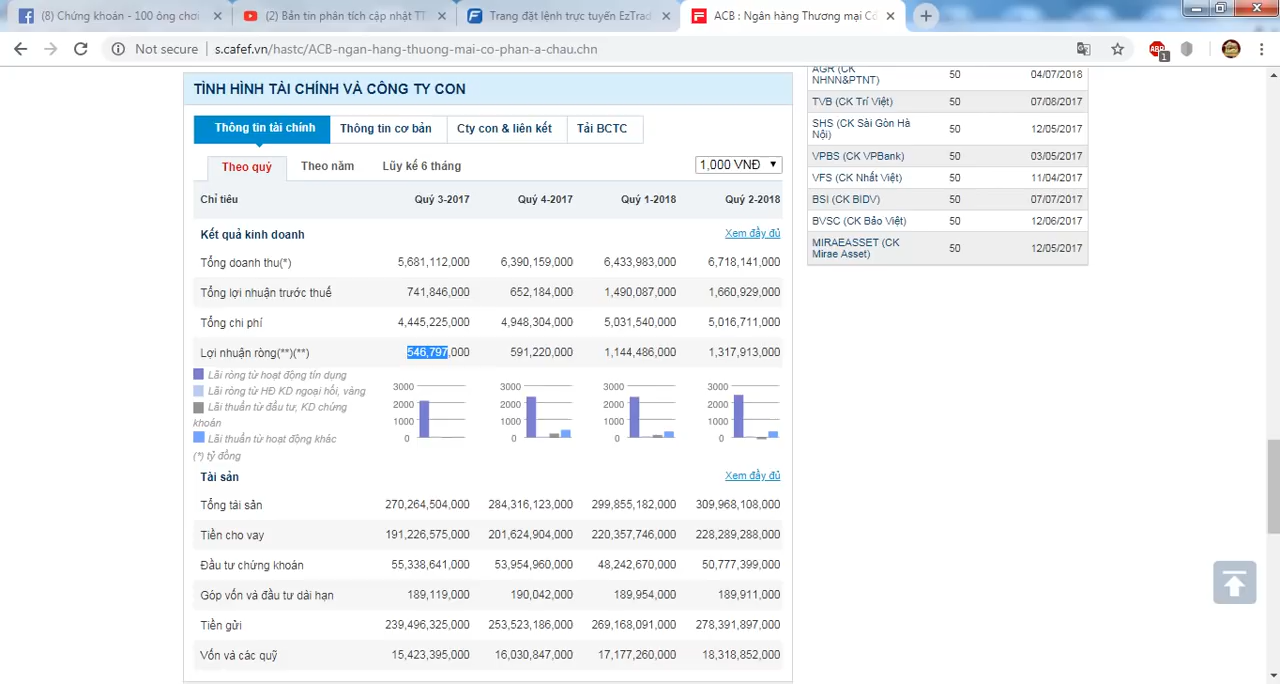 (8) Chứng khoán - 100 ông chơi
(2) Bản tin phân tích cập nhật TT
Trang đặt lệnh trực tuyến EzTrad
ACB : Ngân hàng Thương mại Cổ
Not secure s.cafef.vn/hastc/ACB-ngan-hang-thuong-mai-co-phan-a-chau.chn
ABP
1
TÌNH HÌNH TÀI CHÍNH VÀ CÔNG TY CON
Thông tin tài chính Thông tin cơ bản Cty con & liên kết Tải BCTC
Theo quý Theo năm Lũy kế 6 tháng 1,000 VNĐ
Chỉ tiêu Quý 3-2017 Quý 4-2017 Quý 1-2018 Quý 2-2018
Kết quả kinh doanh Xem đầy đủ
Tổng doanh thu(*) 5,681,112,000 6,390,159,000 6,433,983,000 6,718,141,000
Tổng lợi nhuận trước thuế 741,846,000 652,184,000 1,490,087,000 1,660,929,000
Tổng chi phí 4,445,225,000 4,948,304,000 5,031,540,000 5,016,711,000
Lợi nhuận ròng(**)(**) 546,797,000 591,220,000 1,144,486,000 1,317,913,000
Lãi ròng từ hoạt động tín dụng
Lãi ròng từ HĐ KD ngoại hối, vàng
Lãi thuần từ đầu tư, KD chứng
khoán
Lãi thuần từ hoạt động khác
(*) tỷ đồng
3000 3000 3000 3000
2000 2000 2000 2000
1000 1000 1000 1000
0 0 0 0
Tài sản Xem đầy đủ
Tổng tài sản 270,264,504,000 284,316,123,000 299,855,182,000 309,968,108,000
Tiền cho vay 191,226,575,000 201,624,904,000 220,357,746,000 228,289,288,000
Đầu tư chứng khoán 55,338,641,000 53,954,960,000 48,242,670,000 50,777,399,000
Góp vốn và đầu tư dài hạn 189,119,000 190,042,000 189,954,000 189,911,000
Tiền gửi 239,496,325,000 253,523,186,000 269,168,091,000 278,391,897,000
Vốn và các quỹ 15,423,395,000 16,030,847,000 17,177,260,000 18,318,852,000
AGR (CK
NHNN&PTNT) 50 04/07/2018
TVB (CK Trí Việt) 50 07/08/2017
SHS (CK Sài Gòn Hà
Nội) 50 12/05/2017
VPBS (CK VPBank) 50 03/05/2017
VFS (CK Nhất Việt) 50 11/04/2017
BSI (CK BIDV) 50 07/07/2017
BVSC (CK Bảo Việt) 50 12/06/2017
MIRAEASSET (CK
Mirae Asset) 50 12/05/2017